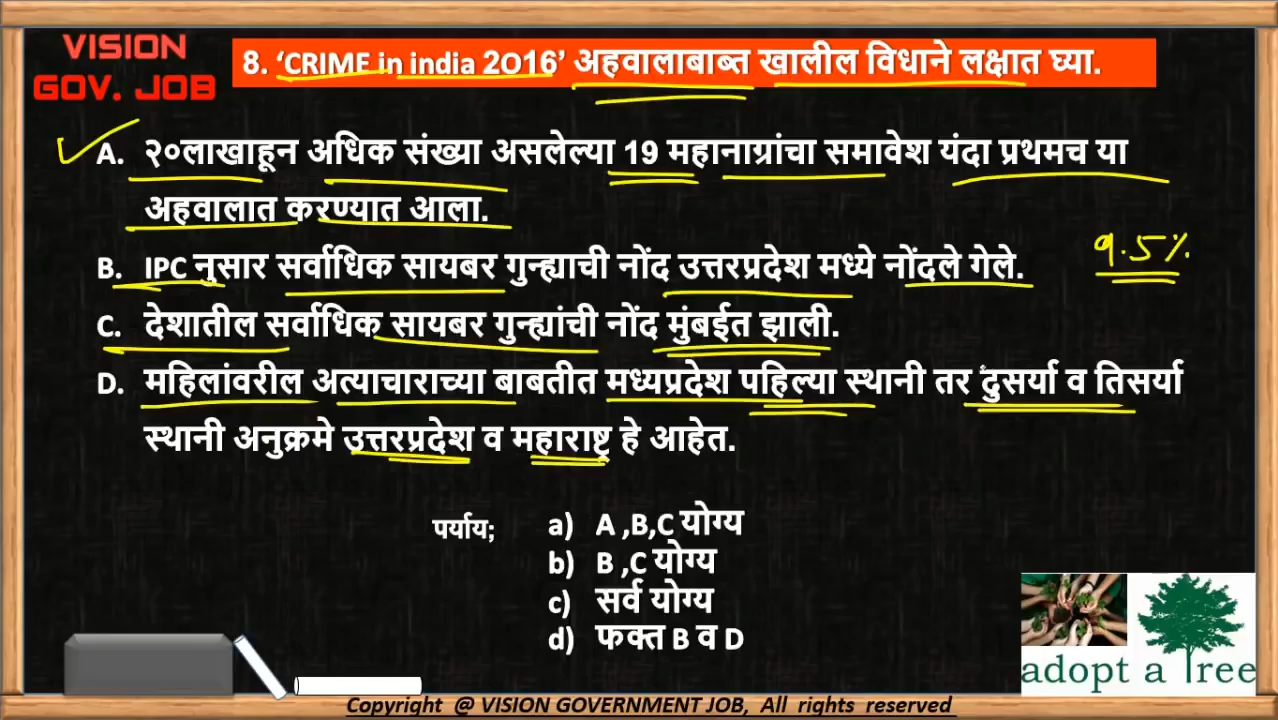 VISION
GOV. JOB
8. ‘CRIME in india 2O16’ अहवालाबाब्त खालील विधाने लक्षात घ्या.
A. २०लाखाहून अधिक संख्या असलेल्या 19 महानाग्रांचा समावेश यंदा प्रथमच या
अहवालात करण्यात आला.
9.5%
B. IPC नुसार सर्वाधिक सायबर गुन्ह्याची नोंद उत्तरप्रदेश मध्ये नोंदले गेले.
C. देशातील सर्वाधिक सायबर गुन्ह्यांची नोंद मुंबईत झाली.
D. महिलांवरील अत्याचाराच्या बाबतीत मध्यप्रदेश पहिल्या स्थानी तर दुसर्या व तिसर्या
स्थानी अनुक्रमे उत्तरप्रदेश व महाराष्ट्र हे आहेत.
पर्याय; a) A ,B,C योग्य
b) B ,C योग्य
c) सर्व योग्य
d) फक्त B व D
adopt a Tree
Copyright @ VISION GOVERNMENT JOB, All rights reserved